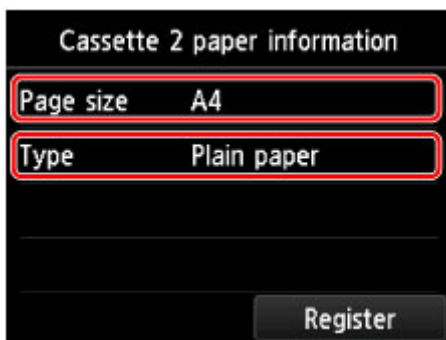 Cassette 2 paper information
Page size A4
Type Plain paper
Register